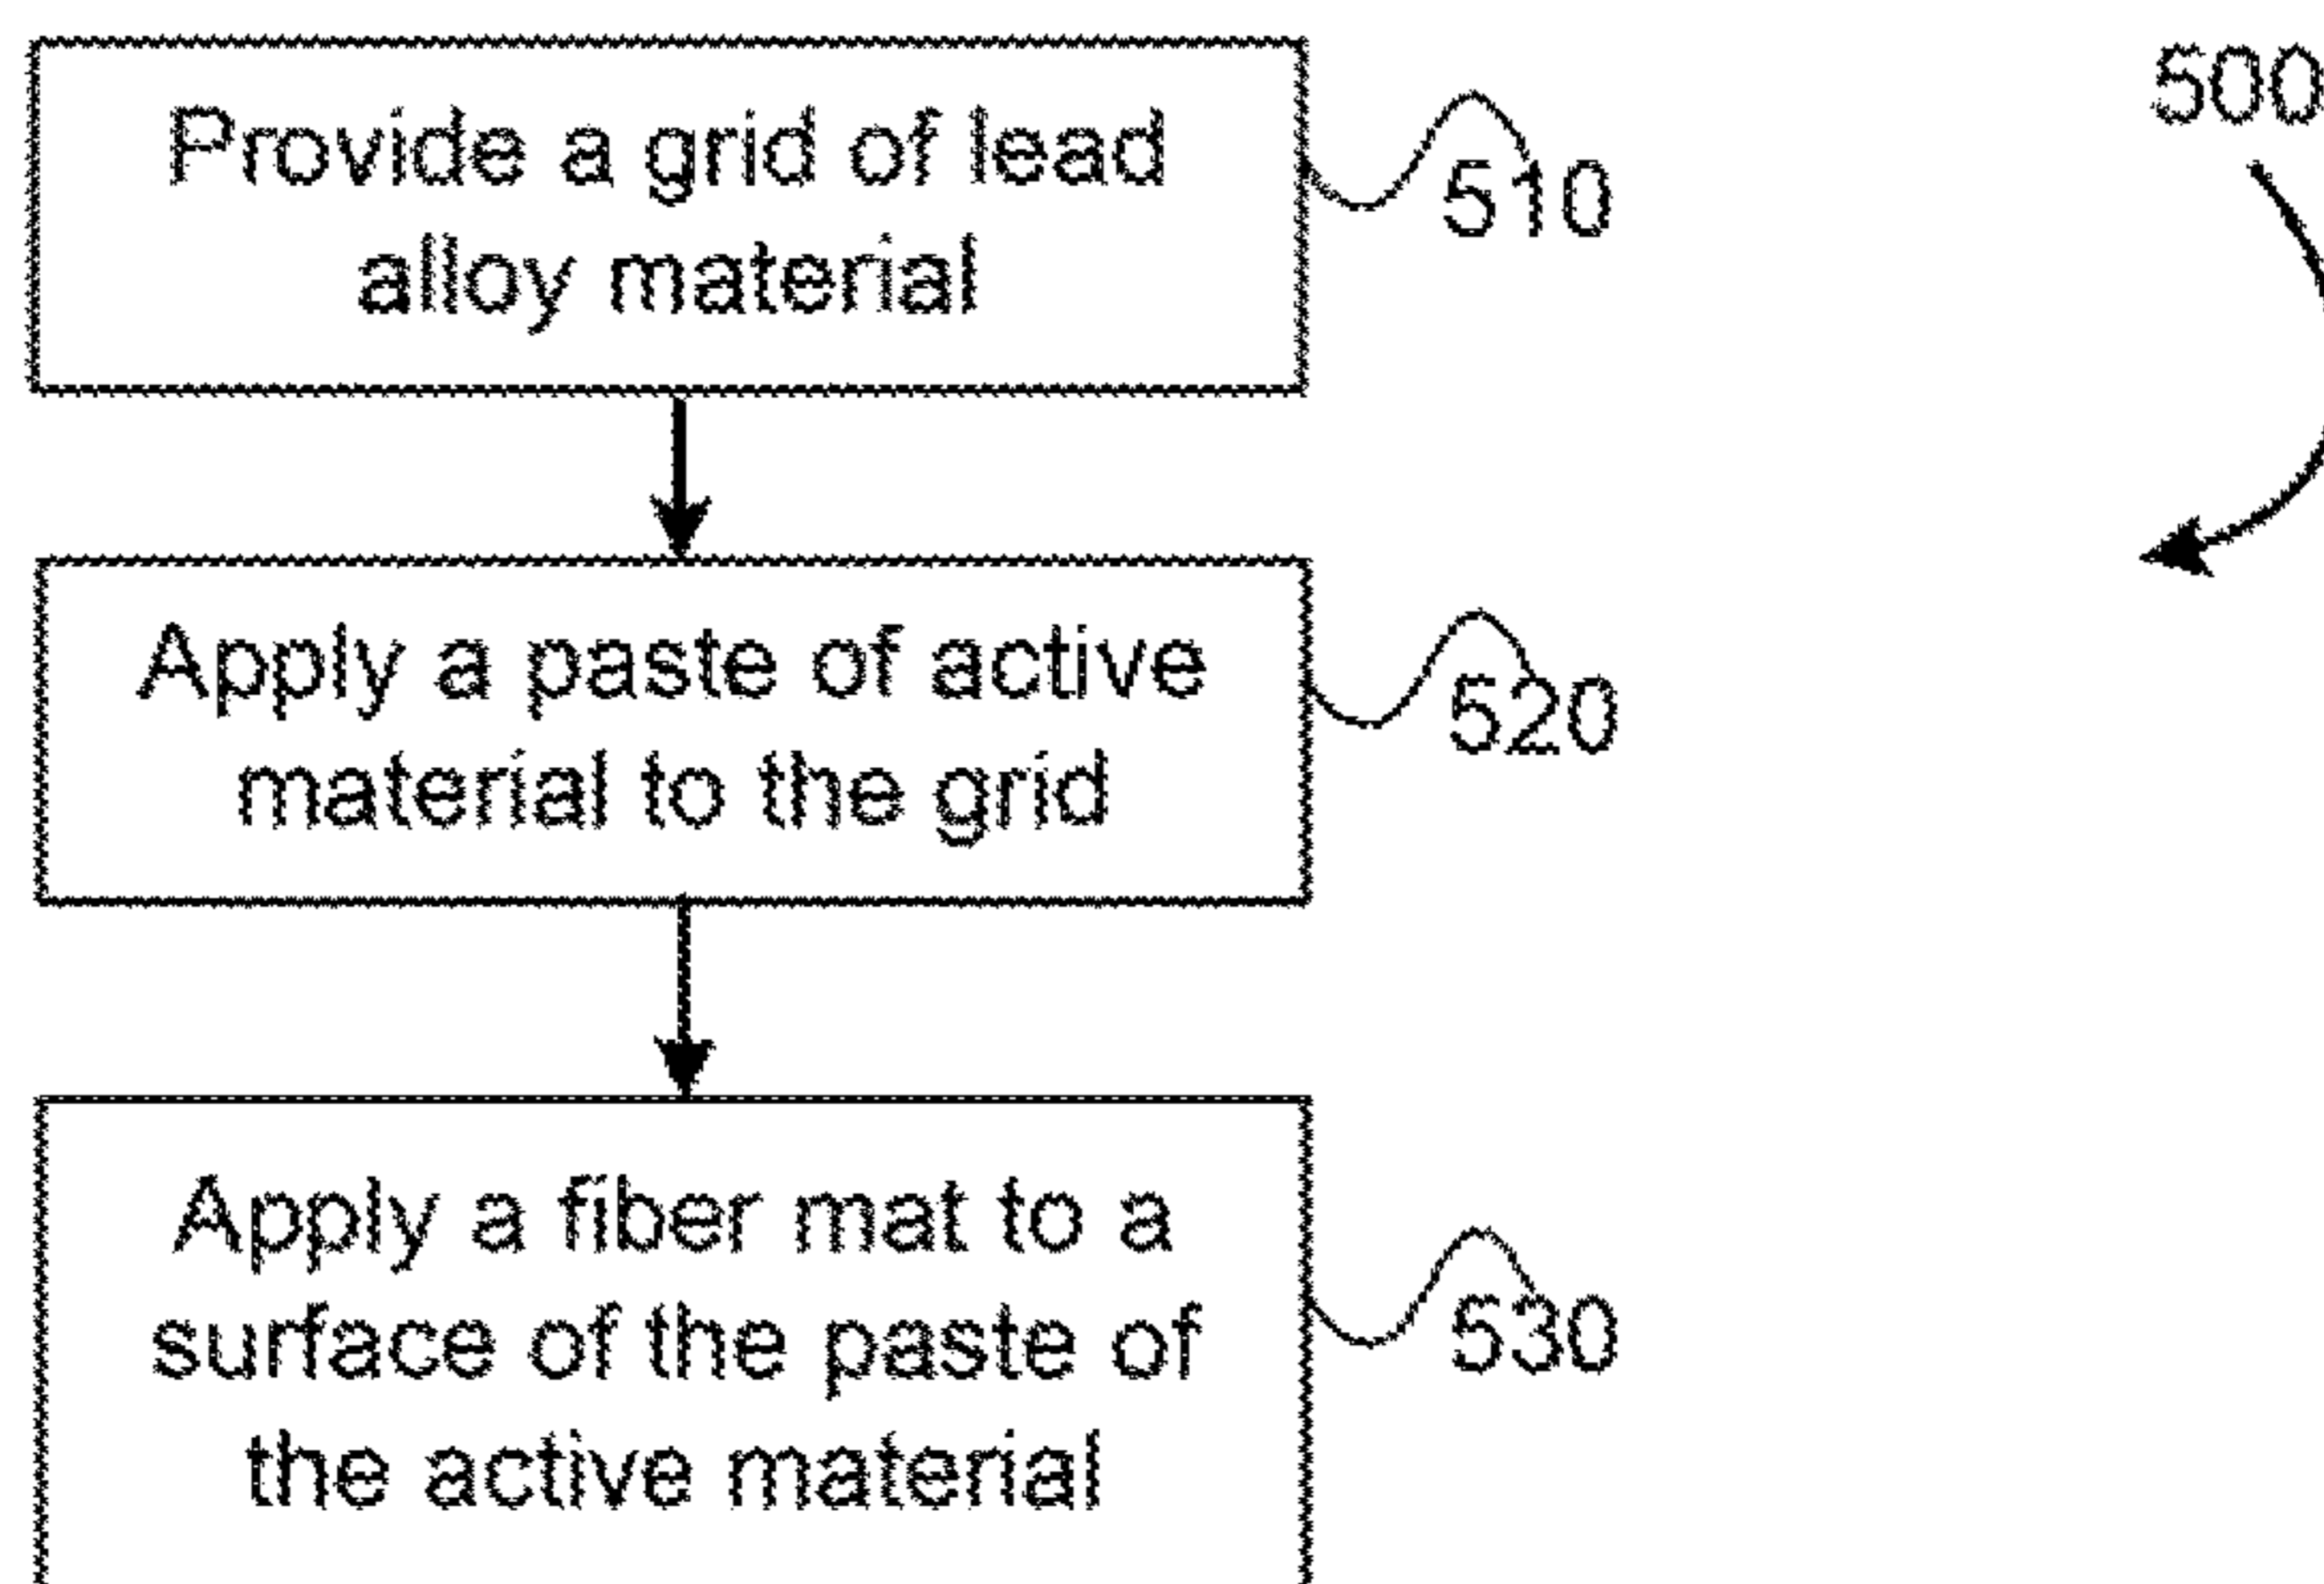 500
Provide a grid of lead
alloy material
510
Apply a paste of active
material to the grid
520
Apply a fiber mat to a
surface of the paste of
the active material
530